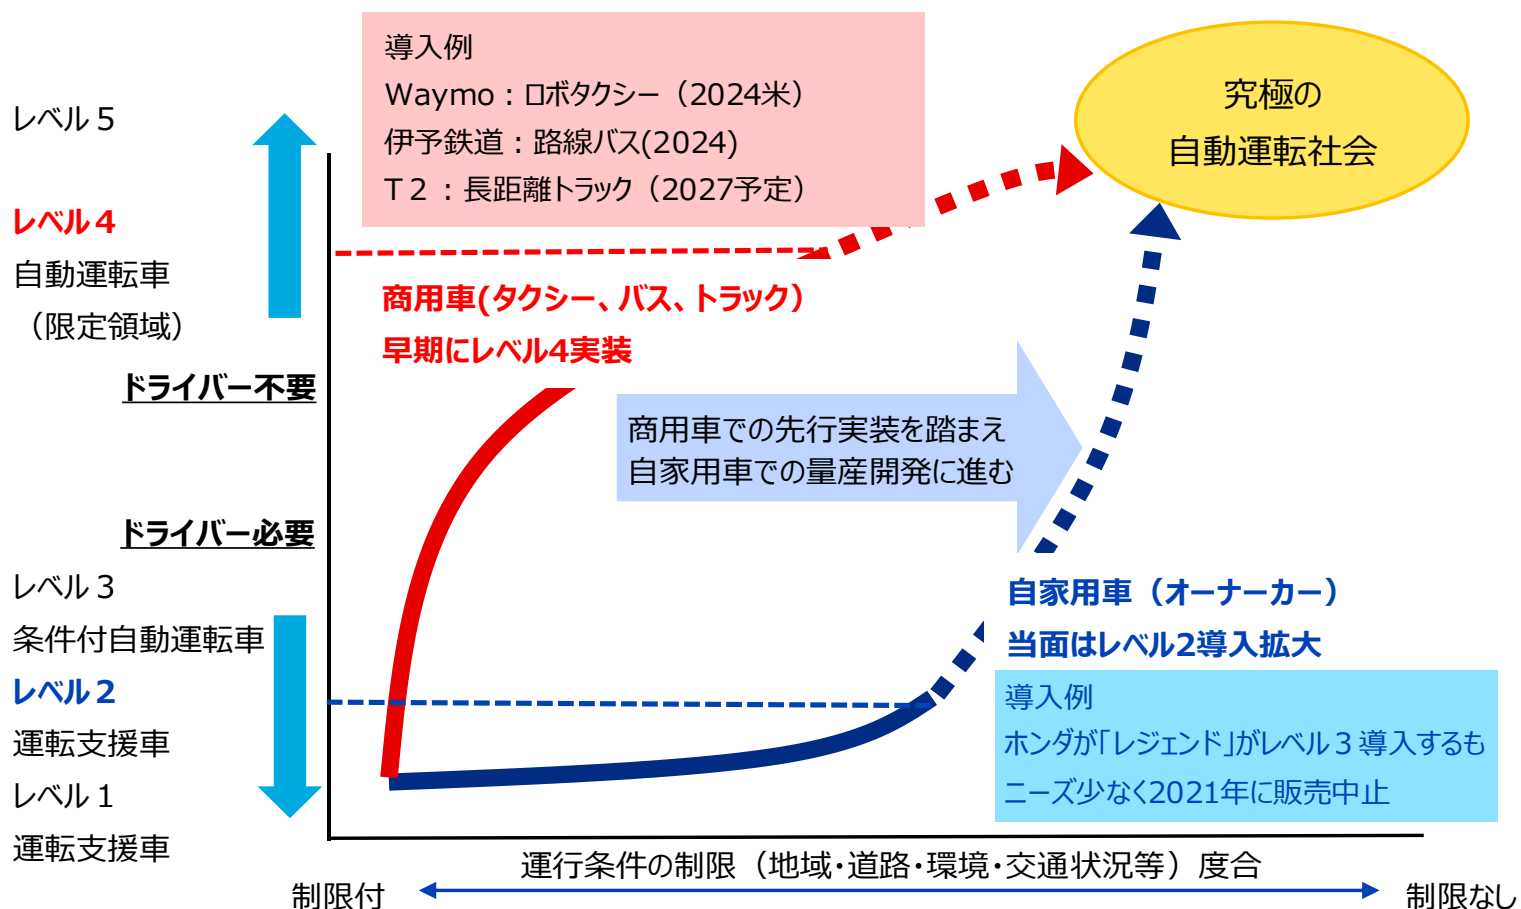 導入例
Waymo：ロボタクシー（2024米）
伊予鉄道：路線バス(2024)
T２：長距離トラック（2027予定）
究極の
自動運転社会
レベル５
レベル４
自動運転車
（限定領域）
ドライバー不要
ドライバー必要
レベル３
条件付自動運転車
レベル２
運転支援車
レベル１
運転支援車
商用車(タクシー、バス、トラック）
早期にレベル4実装
商用車での先行実装を踏まえ
自家用車での量産開発に進む
自家用車（オーナーカー）
当面はレベル2導入拡大
導入例
ホンダが「レジェンド」がレベル３導入するも
ニーズ少なく2021年に販売中止
運行条件の制限（地域・道路・環境・交通状況等）度合
制限付
制限なし